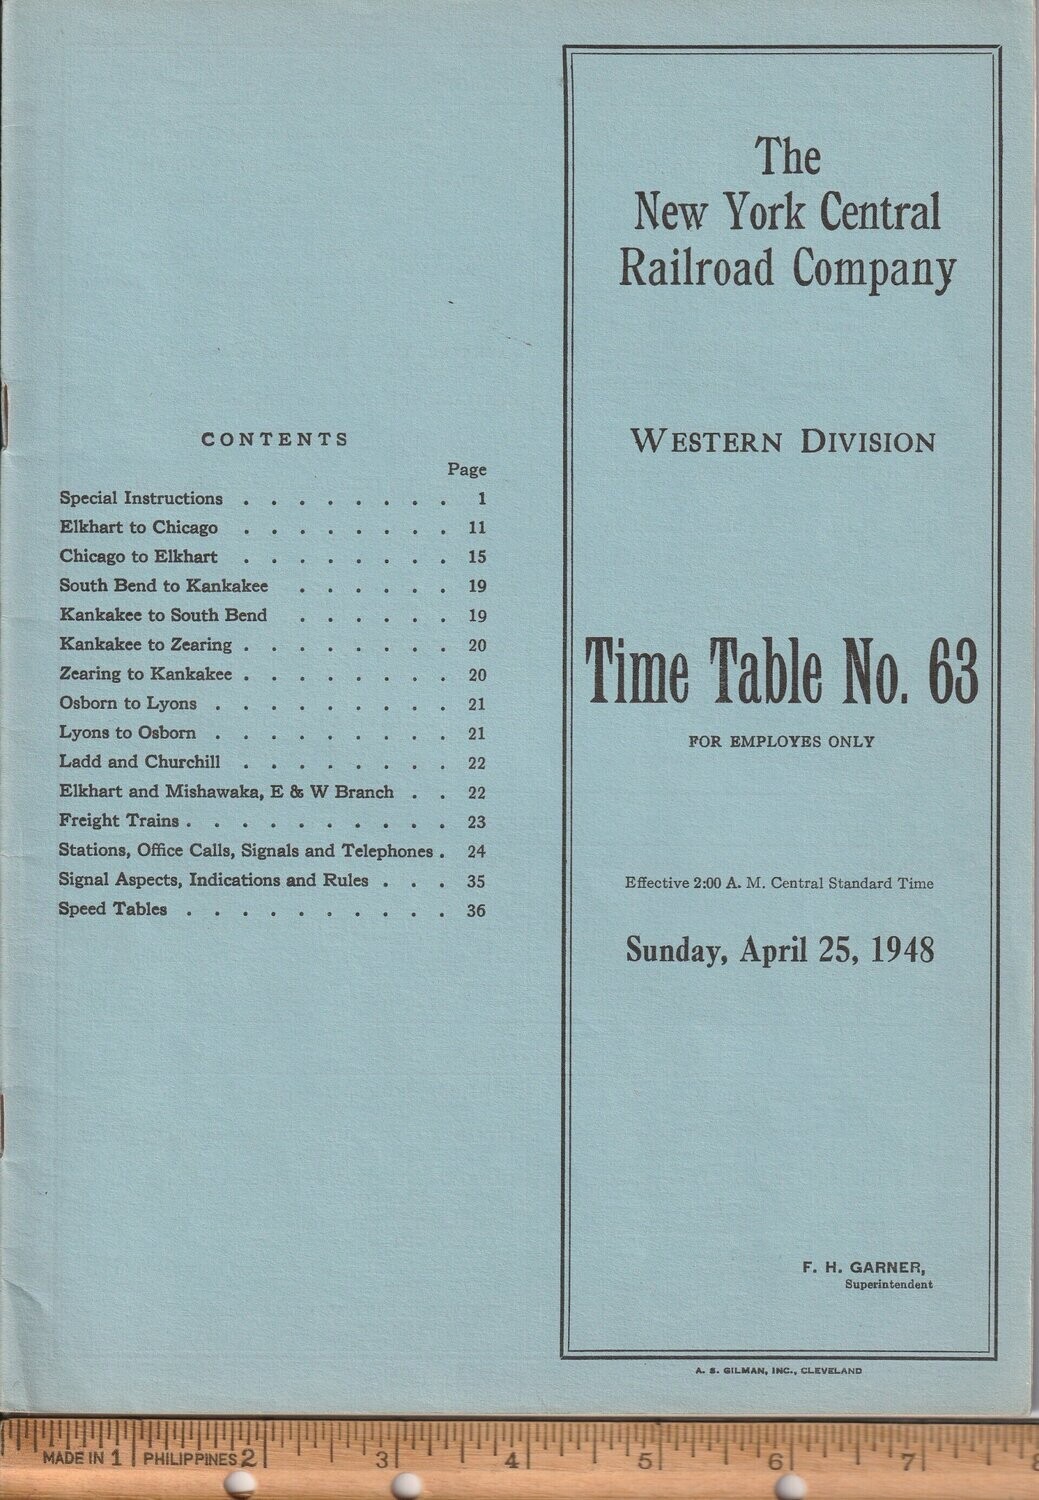 CONTENTS
Page
Special Instructions . . . . . . . . 1
Elkhart to Chicago . . . . . . . . 11
Chicago to Elkhart . . . . . . . . 15
South Bend to Kankakee . . . . . . 19
Kankakee to South Bend . . . . . . 19
Kankakee to Zearing . . . . . . . . 20
Zearing to Kankakee . . . . . . . . 20
Osborn to Lyons . . . . . . . . . 21
Lyons to Osborn . . . . . . . . . 21
Ladd and Churchill . . . . . . . . 22
Elkhart and Mishawaka, E & W Branch . . 22
Freight Trains . . . . . . . . . . 23
Stations, Office Calls, Signals and Telephones . 24
Signal Aspects, Indications and Rules . . . 35
Speed Tables . . . . . . . . . . 36
The
New York Central
Railroad Company
WESTERN DIVISION
Time Table No. 63
FOR EMPLOYES ONLY
Effective 2:00 A. M. Central Standard Time
Sunday, April 25, 1948
F. H. GARNER,
Superintendent
A. S. GILMAN, INC., CLEVELAND
MADE IN 1 PHILIPPINES 2 3 4 5 6 7 8